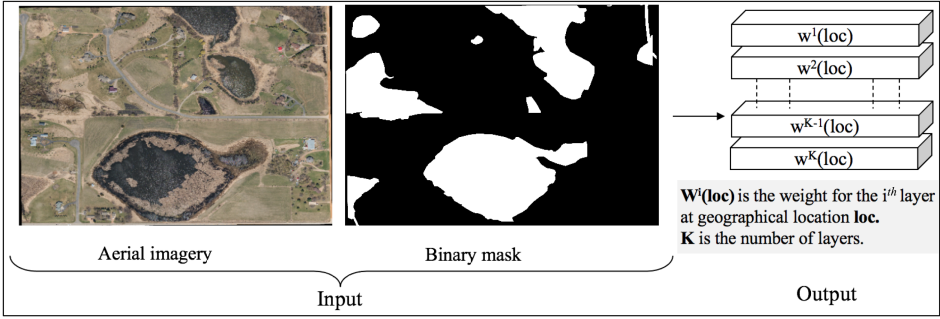 w¹(loc)
w²(loc)
wᴷ⁻¹(loc)
wᴷ(loc)
Wⁱ(loc) is the weight for the iᵗʰ layer
at geographical location loc.
K is the number of layers.
Aerial imagery
Binary mask
Input
Output